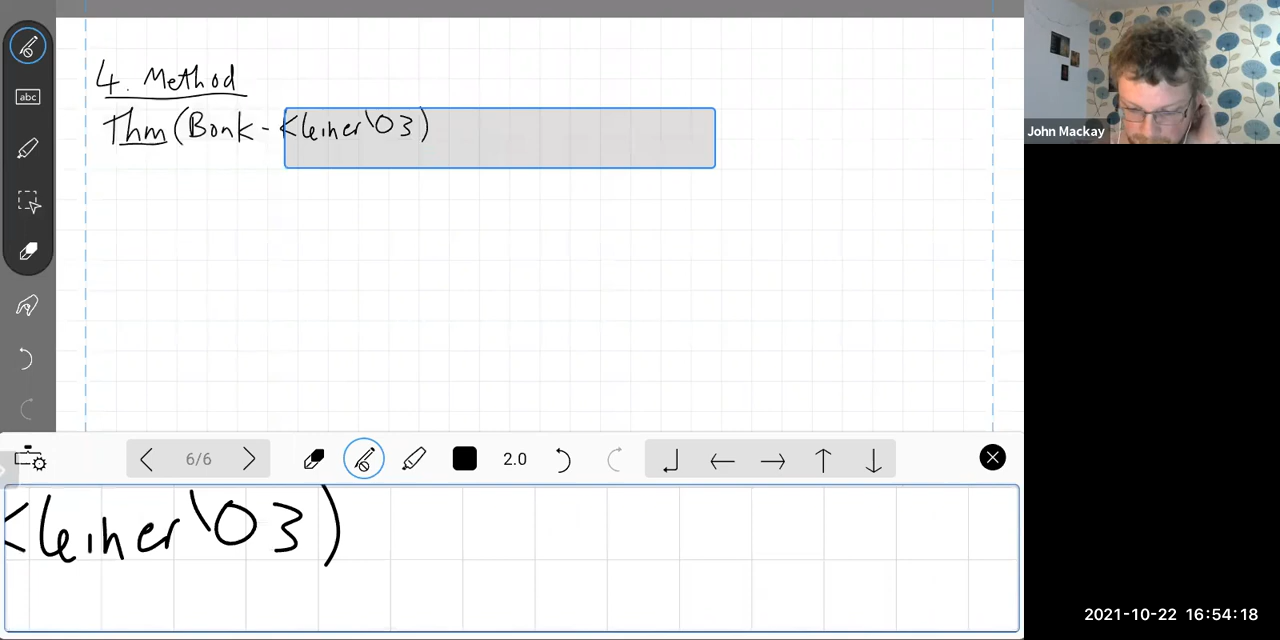 4. Method
Thm (Bonk - Kleiner '03)
John Mackay
abc
6/6
2.0
Kleiner '03)
2021-10-22 16:54:18